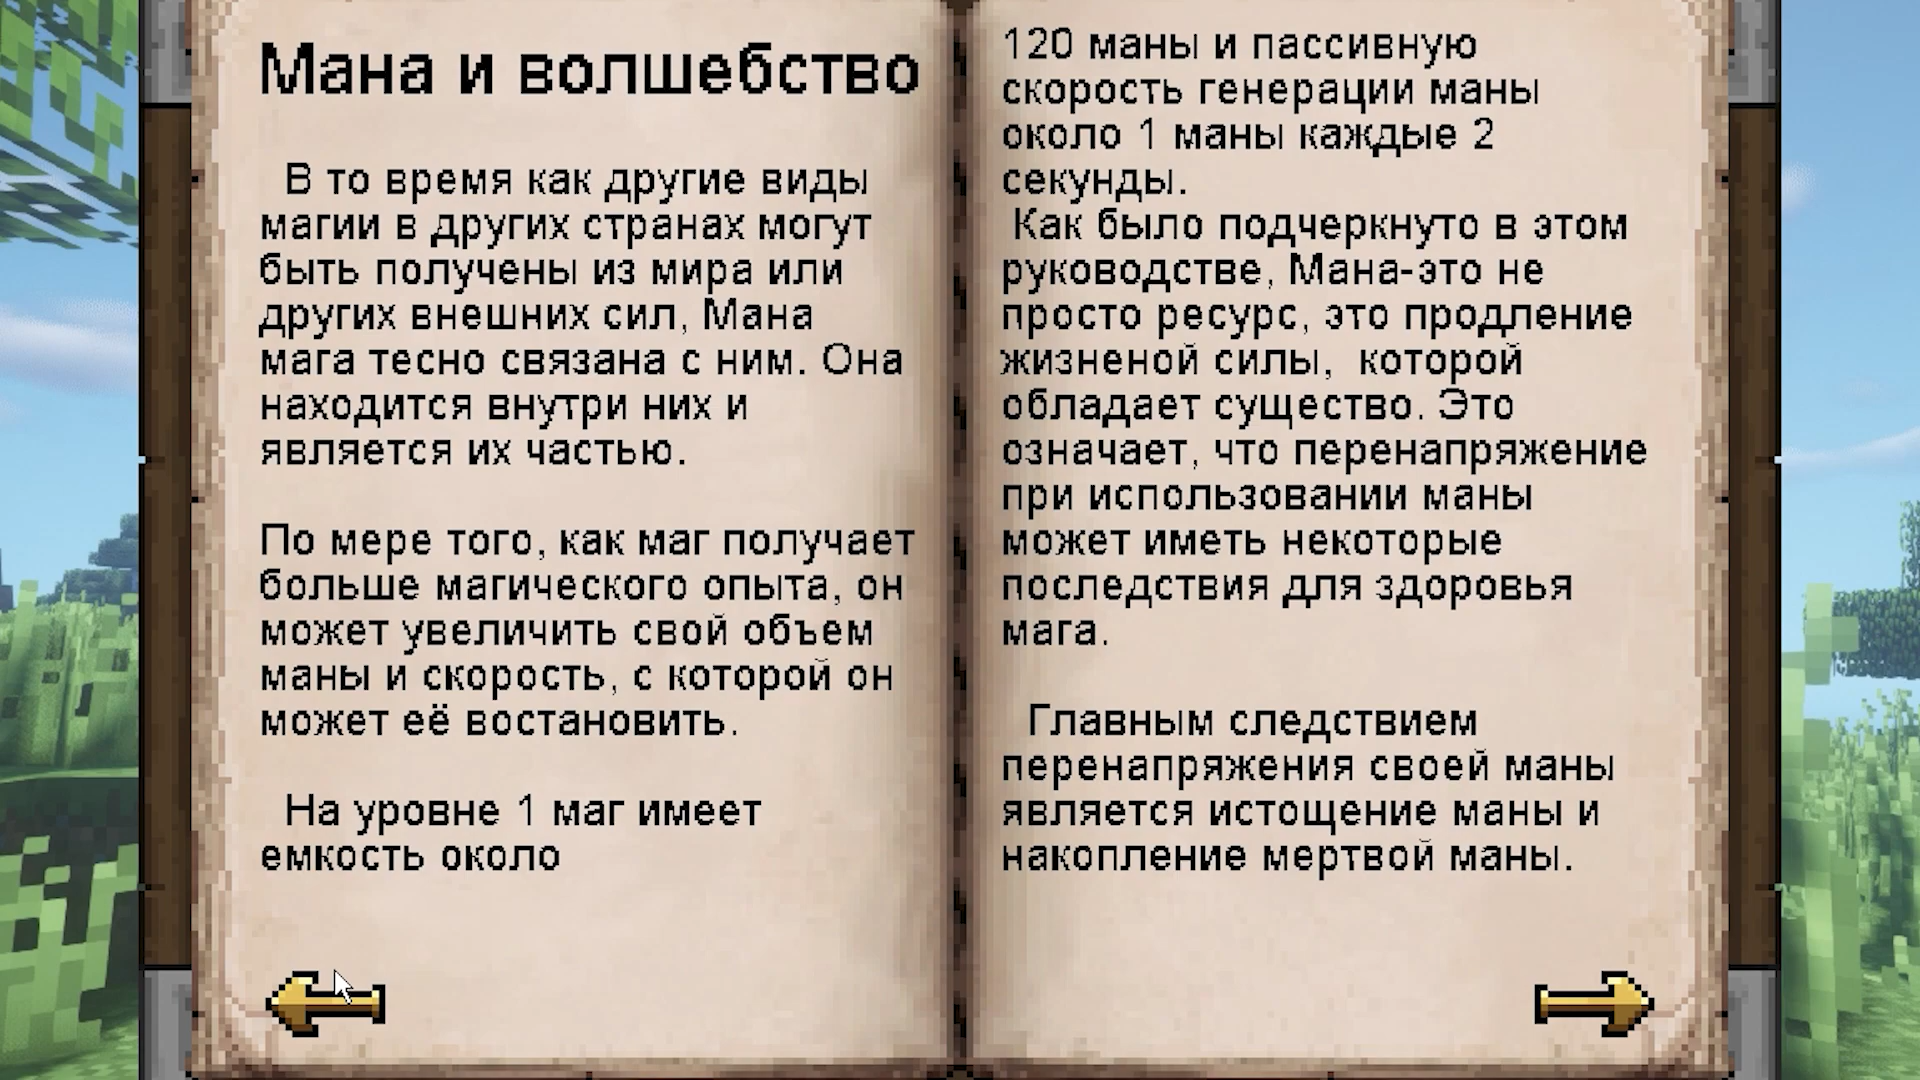 Мана и волшебство
В то время как другие виды
магии в других странах могут
быть получены из мира или
других внешних сил, Мана
мага тесно связана с ним. Она
находится внутри них и
является их частью.
По мере того, как маг получает
больше магического опыта, он
может увеличить свой объем
маны и скорость, с которой он
может её востановить.
На уровне 1 маг имеет
емкость около
120 маны и пассивную
скорость генерации маны
около 1 маны каждые 2
секунды.
Как было подчеркнуто в этом
руководстве, Мана-это не
просто ресурс, это продление
жизненой силы, которой
обладает существо. Это
означает, что перенапряжение
при использовании маны
может иметь некоторые
последствия для здоровья
мага.
Главным следствием
перенапряжения своей маны
является истощение маны и
накопление мертвой маны.